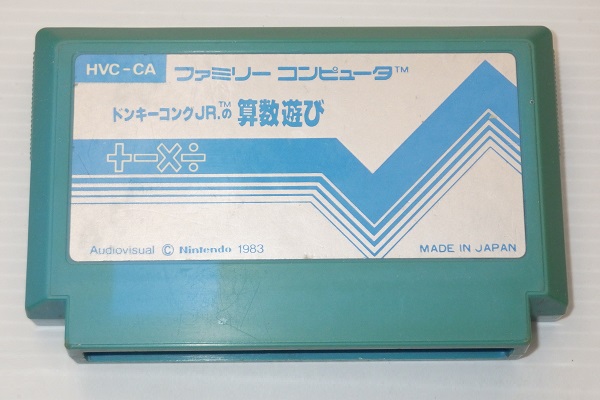 HVC-CA ファミリー コンピュータ™
ドンキーコングJR.™の 算数遊び
+−×÷
Audiovisual © Nintendo 1983 MADE IN JAPAN